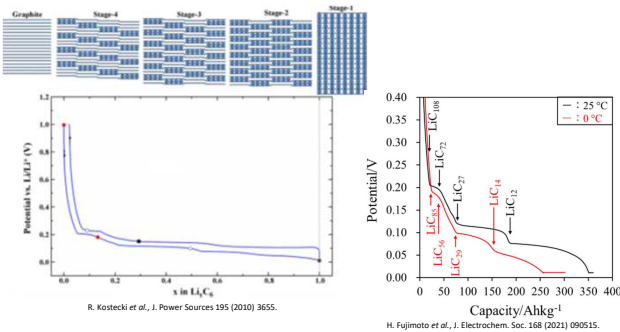 Graphite
Stage-4
Stage-3
Stage-2
Stage-1
Potential vs. Li/Li⁺ (V)
1.2
1.0
0.8
0.6
0.4
0.2
0.0
0.0
0.2
0.4
0.6
0.8
1.0
x in LiₓC₆
R. Kostecki et al., J. Power Sources 195 (2010) 3655.
Potential/V
0.40
0.35
0.30
0.25
0.20
0.15
0.10
0.05
0.00
LiC₁₀₈
LiC₇₂
LiC₂₇
LiC₁₄
LiC₁₂
LiC₈₅
LiC₅₆
LiC₂₉
— : 25 °C
— : 0 °C
0
50
100
150
200
250
300
350
400
Capacity/Ahkg⁻¹
H. Fujimoto et al., J. Electrochem. Soc. 168 (2021) 090515.